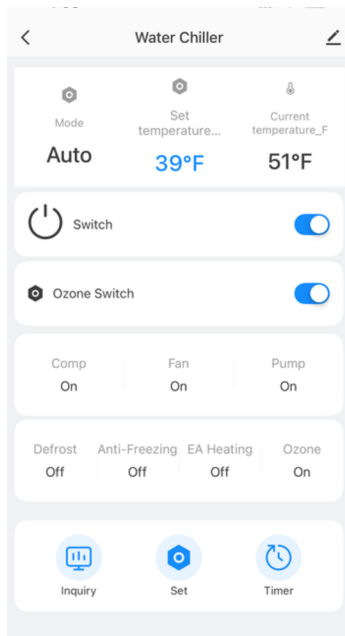 Water Chiller
Mode
Set
temperature...
Current
temperature_F
Auto
39°F
51°F
Switch
Ozone Switch
Comp
Fan
Pump
On
On
On
Defrost
Anti-Freezing
EA Heating
Ozone
Off
Off
Off
On
Inquiry
Set
Timer